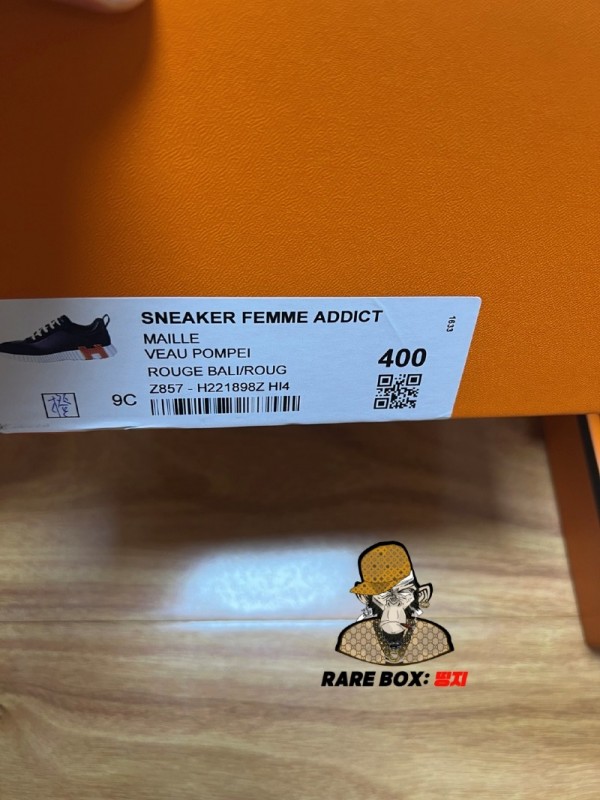 SNEAKER FEMME ADDICT
1633
MAILLE
VEAU POMPEI
400
ROUGE BALI/ROUG
Z857 - H221898Z HI4
9C
H
RARE BOX: 띵지